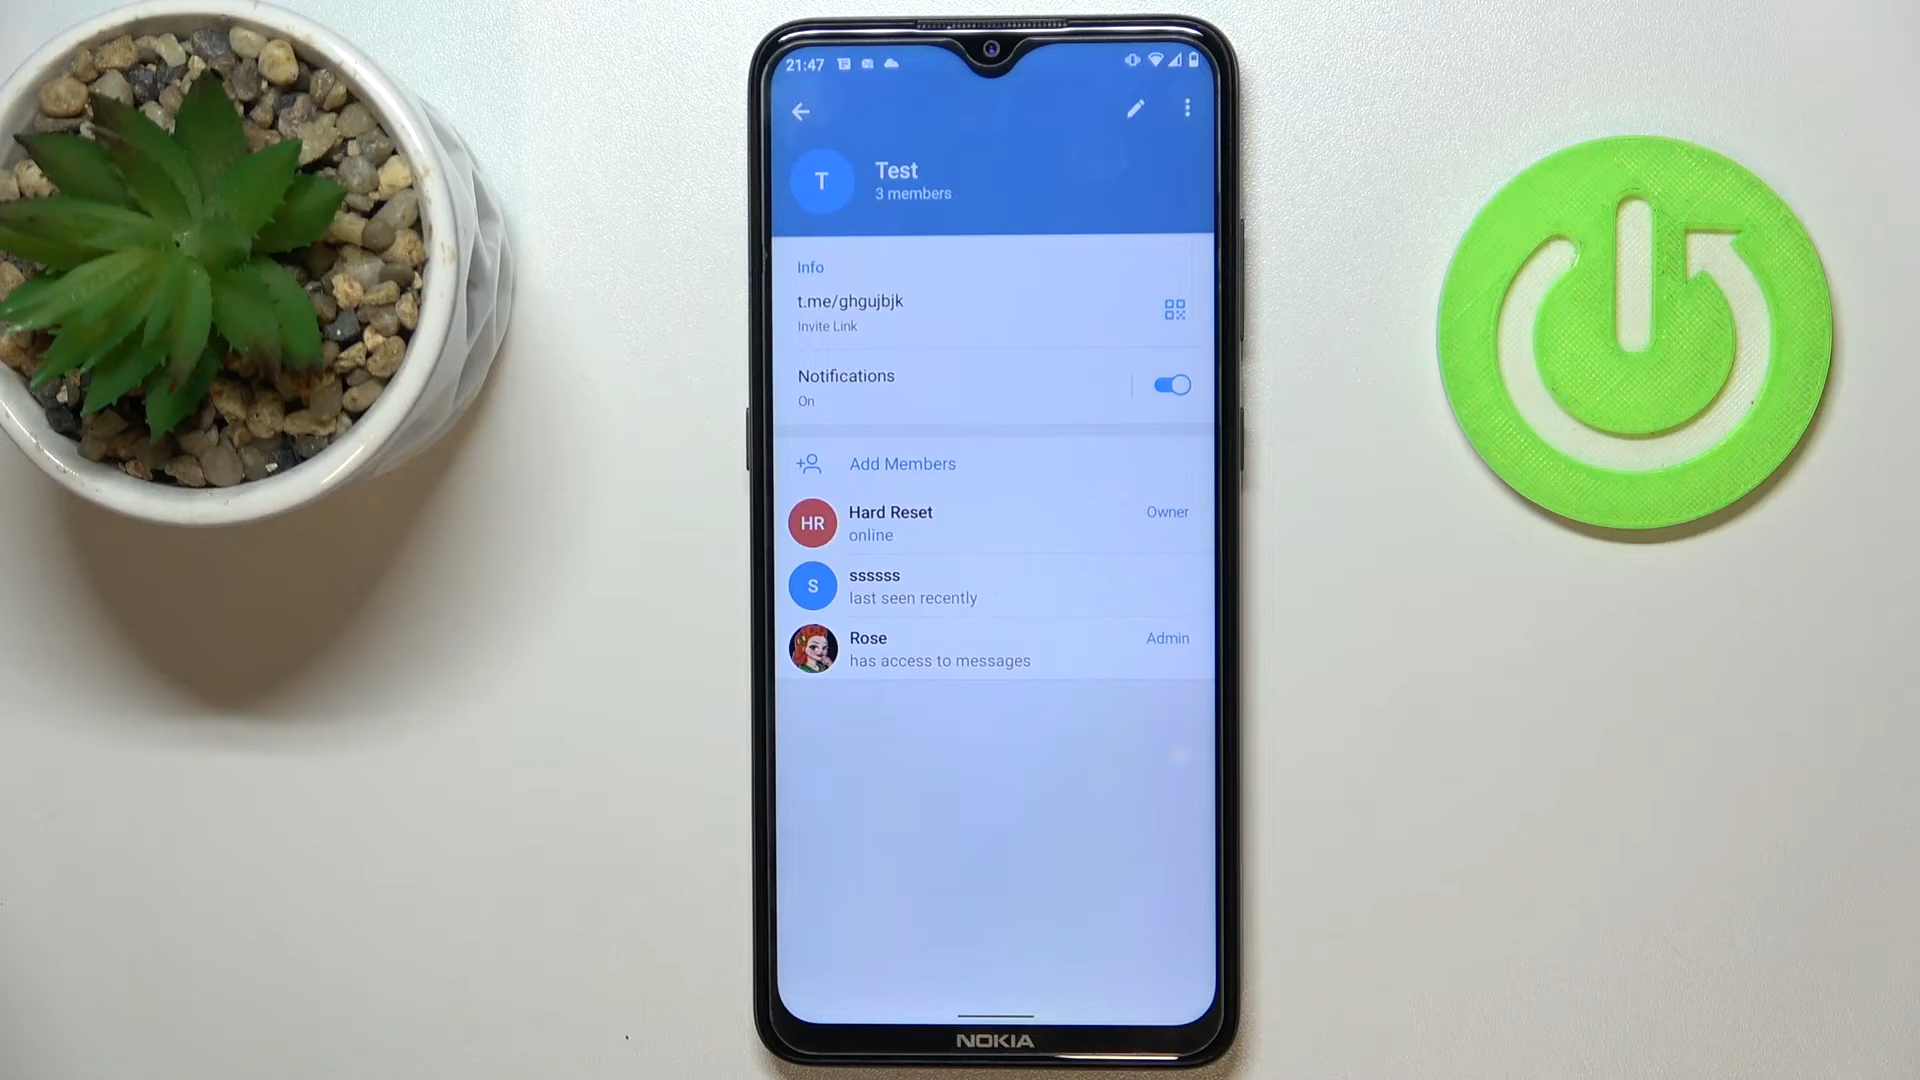 21:47
T
Test
3 members
Info
t.me/ghgujbjk
Invite Link
Notifications
On
Add Members
HR
Hard Reset
Owner
online
S
ssssss
last seen recently
Rose
Admin
has access to messages
NOKIA